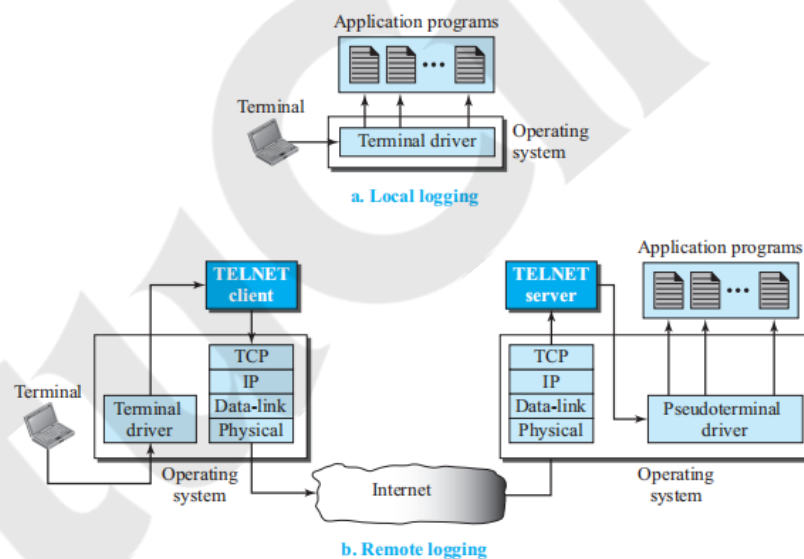 Application programs
Terminal
Terminal driver
Operating
system
a. Local logging
Application programs
TELNET
client
TELNET
server
Terminal
Terminal
driver
TCP
IP
Data-link
Physical
Operating
system
Internet
TCP
IP
Data-link
Physical
Pseudoterminal
driver
Operating
system
b. Remote logging